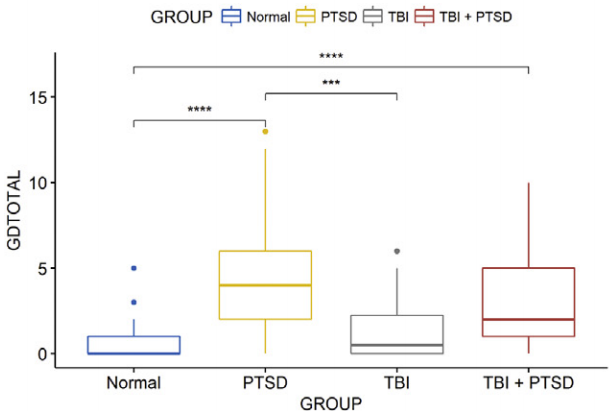 GROUP Normal PTSD TBI TBI + PTSD
****
****
***
15
10
5
0
GDTOTAL
Normal PTSD TBI TBI + PTSD
GROUP